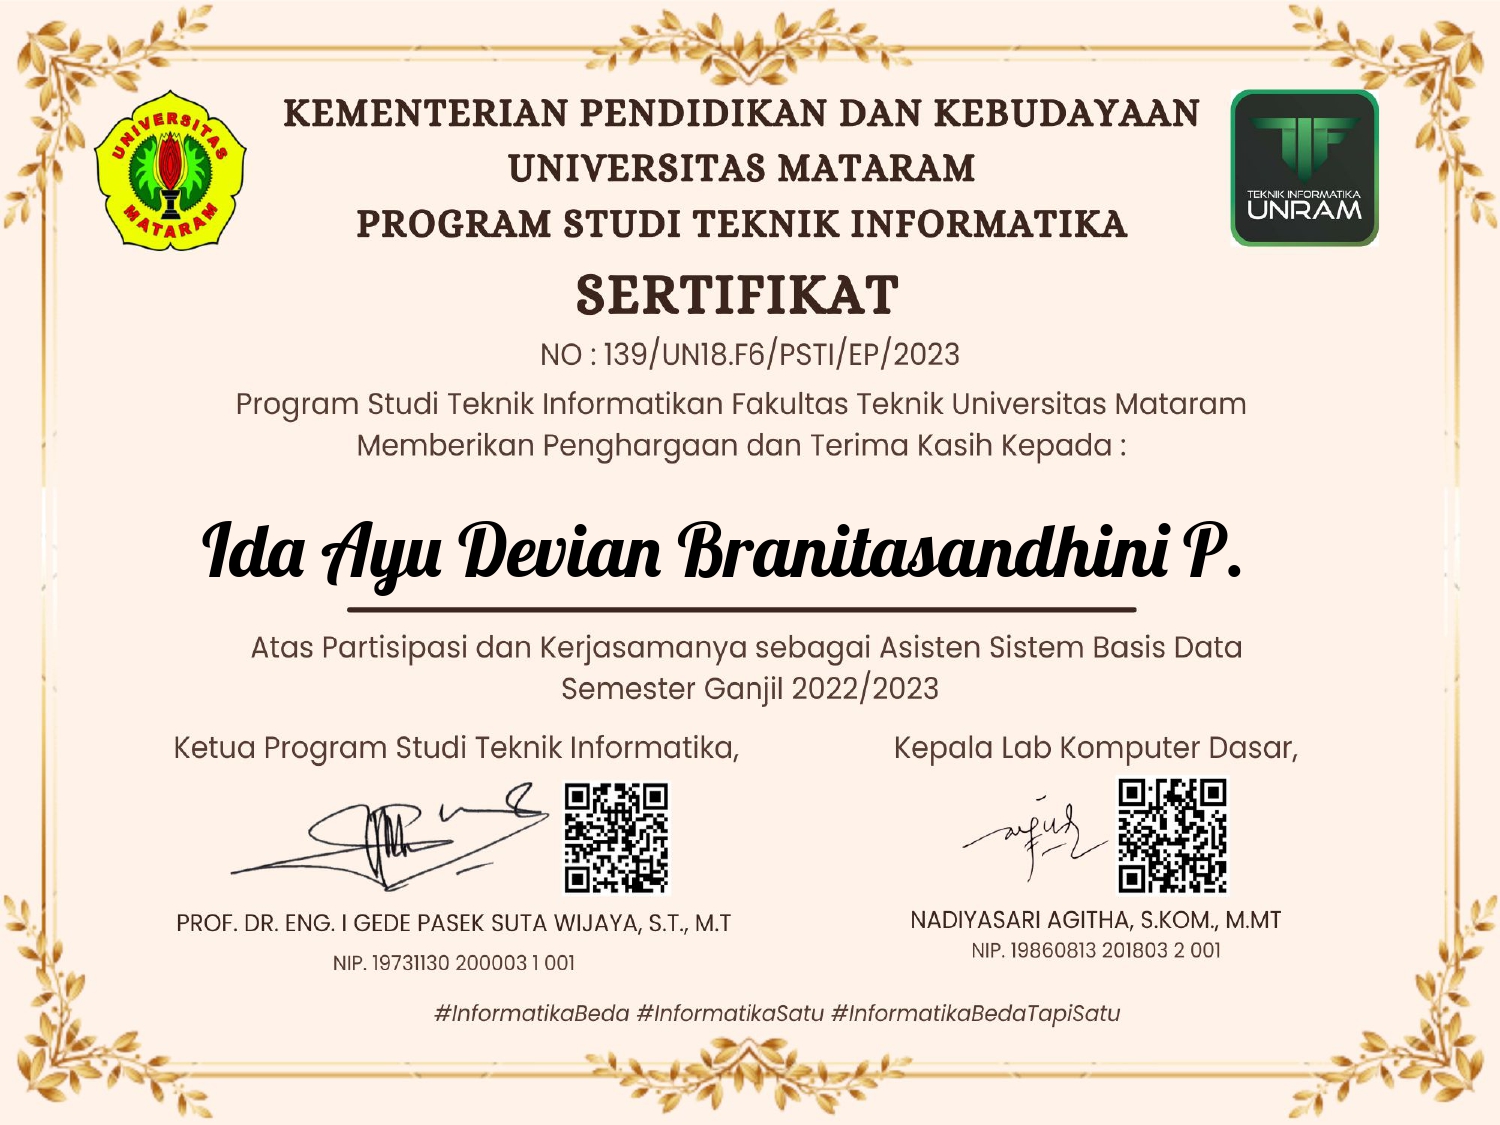 KEMENTERIAN PENDIDIKAN DAN KEBUDAYAAN
UNIVERSITAS MATARAM
PROGRAM STUDI TEKNIK INFORMATIKA
UNIVERSITAS
MATARAM
TIF
TEKNIK INFORMATIKA
UNRAM
SERTIFIKAT
NO : 139/UN18.F6/PSTI/EP/2023
Program Studi Teknik Informatikan Fakultas Teknik Universitas Mataram
Memberikan Penghargaan dan Terima Kasih Kepada :
Ida Ayu Devian Branitasandhini P.
Atas Partisipasi dan Kerjasamanya sebagai Asisten Sistem Basis Data
Semester Ganjil 2022/2023
Ketua Program Studi Teknik Informatika,
PROF. DR. ENG. I GEDE PASEK SUTA WIJAYA, S.T., M.T
NIP. 19731130 200003 1 001
Kepala Lab Komputer Dasar,
NADIYASARI AGITHA, S.KOM., M.MT
NIP. 19860813 201803 2 001
#InformatikaBeda #InformatikaSatu #InformatikaBedaTapiSatu